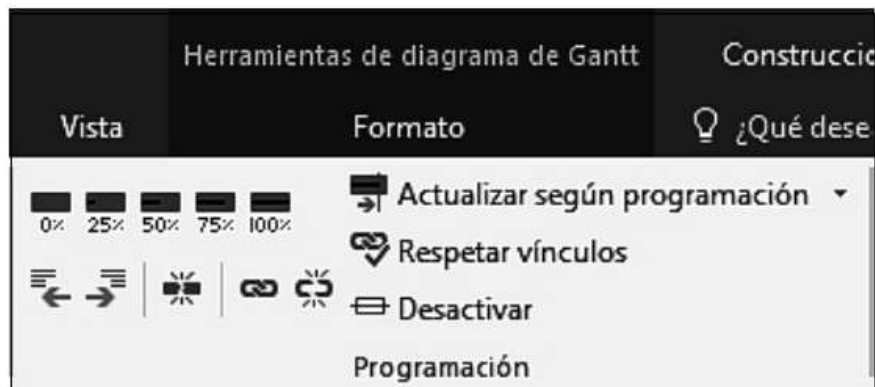 Herramientas de diagrama de Gantt
Construccio
Vista
Formato
¿Qué dese
0% 25% 50% 75% 100%
Actualizar según programación
Respetar vínculos
Desactivar
Programación